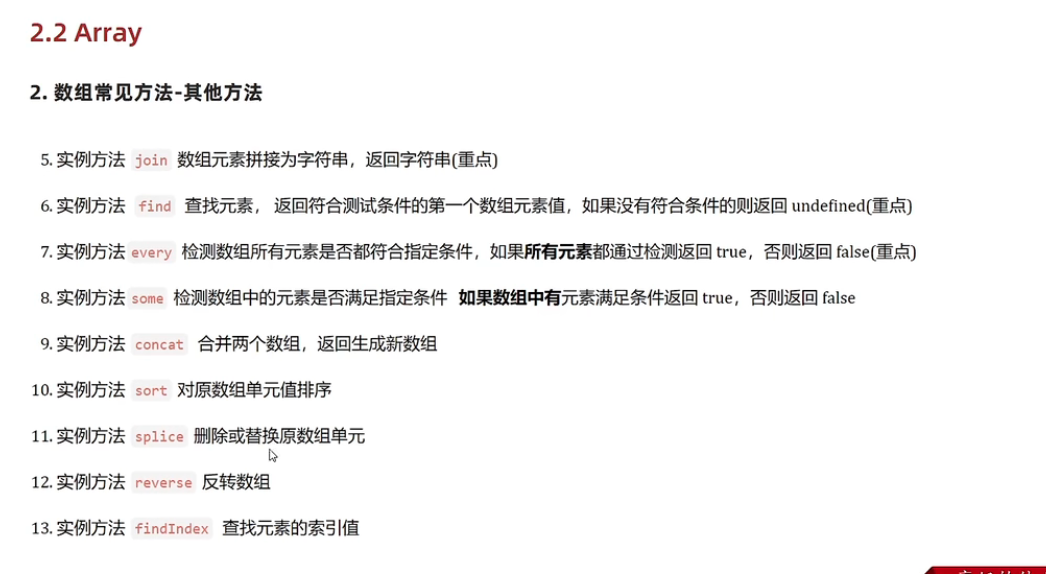 2.2 Array
2. 数组常见方法-其他方法
5. 实例方法 join 数组元素拼接为字符串，返回字符串(重点)
6. 实例方法 find 查找元素， 返回符合测试条件的第一个数组元素值，如果没有符合条件的则返回 undefined(重点)
7. 实例方法 every 检测数组所有元素是否都符合指定条件，如果所有元素都通过检测返回 true，否则返回 false(重点)
8. 实例方法 some 检测数组中的元素是否满足指定条件 如果数组中有元素满足条件返回 true，否则返回 false
9. 实例方法 concat 合并两个数组，返回生成新数组
10. 实例方法 sort 对原数组单元值排序
11. 实例方法 splice 删除或替换原数组单元
12. 实例方法 reverse 反转数组
13. 实例方法 findIndex 查找元素的索引值